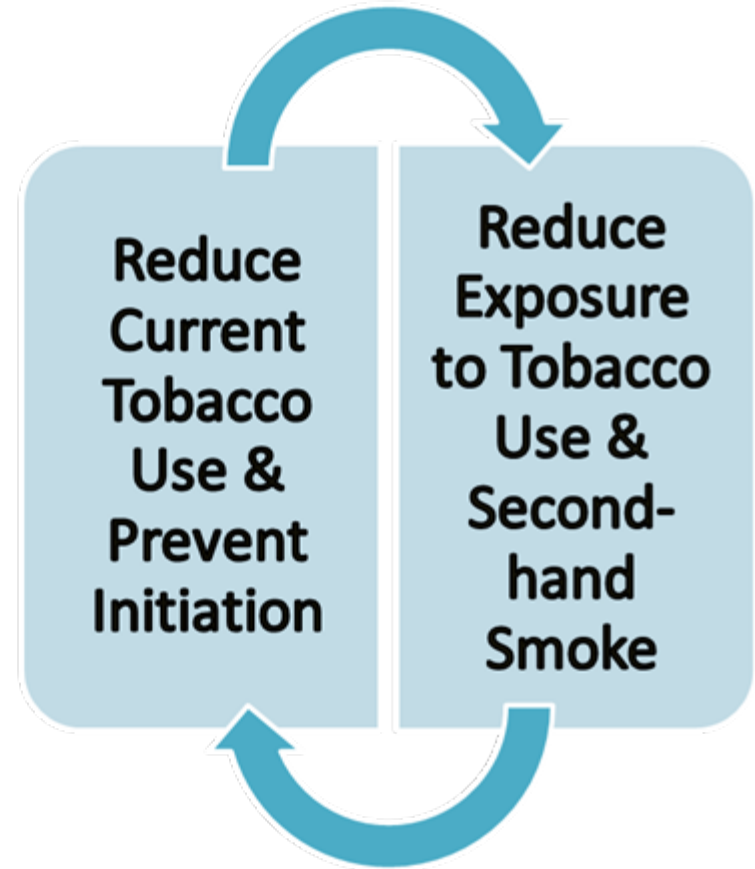 Reduce
Current
Tobacco
Use &
Prevent
Initiation
Reduce
Exposure
to Tobacco
Use &
Second-
hand
Smoke